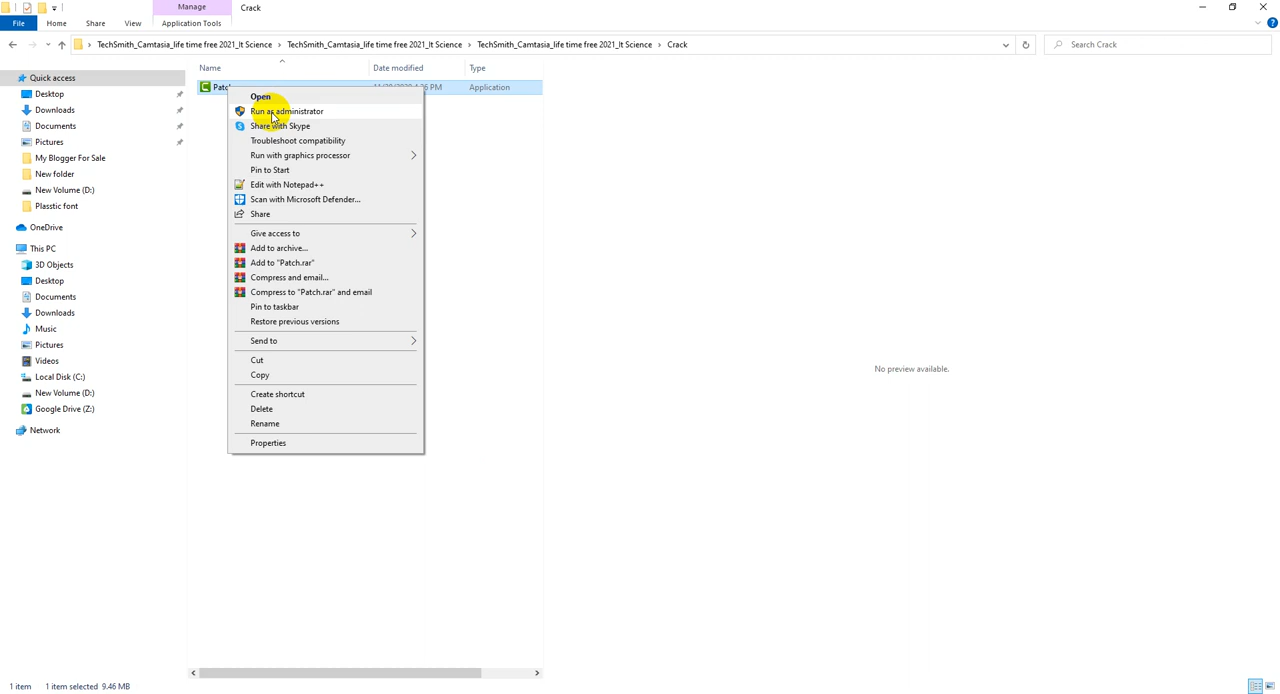 Manage
Crack
File
Home
Share
View
Application Tools
TechSmith_Camtasia_life time free 2021_It Science > TechSmith_Camtasia_life time free 2021_It Science > TechSmith_Camtasia_life time free 2021_It Science > Crack
Search Crack
Name
Date modified
Type
PM
Application
Quick access
Desktop
Downloads
Documents
Pictures
My Blogger For Sale
New folder
New Volume (D:)
Plasstic font
OneDrive
This PC
3D Objects
Desktop
Documents
Downloads
Music
Pictures
Videos
Local Disk (C:)
New Volume (D:)
Google Drive (Z:)
Network
Open
Run as administrator
Share with Skype
Troubleshoot compatibility
Run with graphics processor
Pin to Start
Edit with Notepad++
Scan with Microsoft Defender...
Share
Give access to
Add to archive...
Add to "Patch.rar"
Compress and email...
Compress to "Patch.rar" and email
Pin to taskbar
Restore previous versions
Send to
Cut
Copy
Create shortcut
Delete
Rename
Properties
No preview available.
1 item
1 item selected 9.46 MB